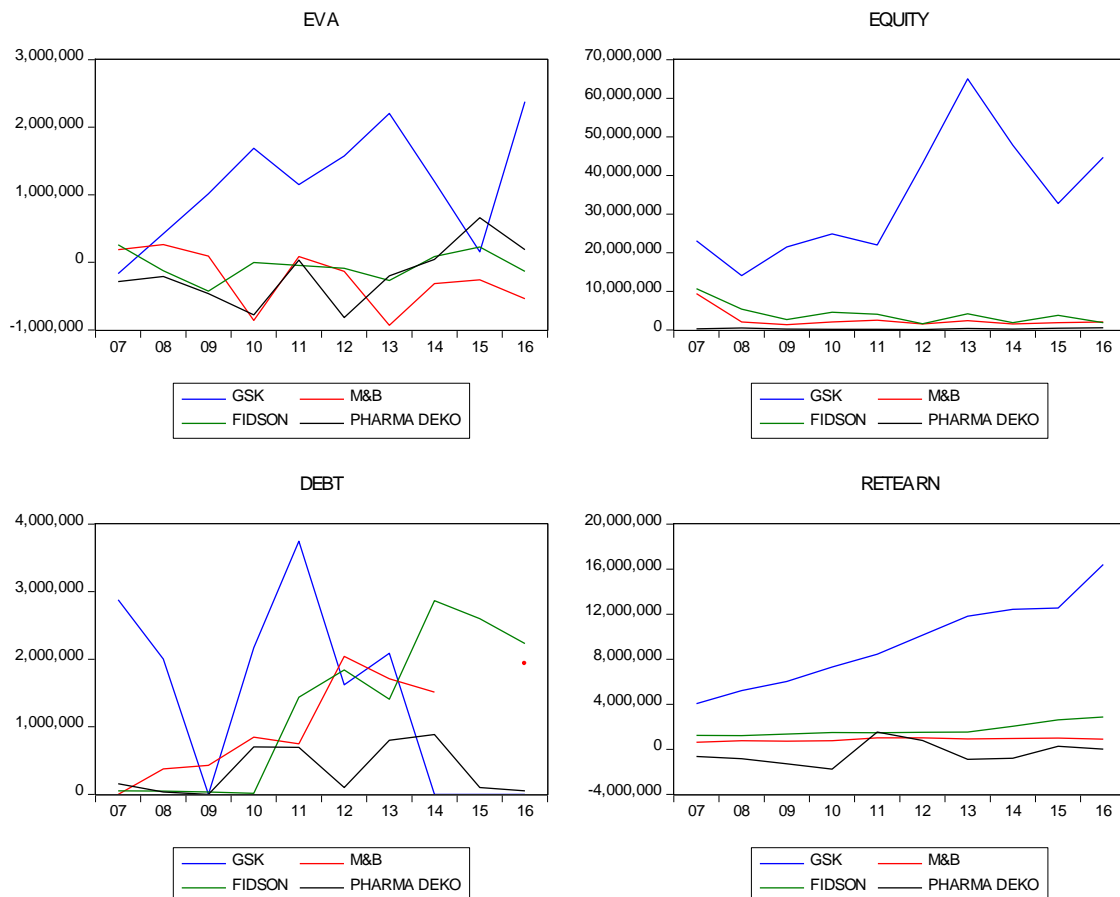 EVA
3,000,000
2,000,000
1,000,000
0
-1,000,000
07 08 09 10 11 12 13 14 15 16
GSK M&B
FIDSON PHARMA DEKO
EQUITY
70,000,000
60,000,000
50,000,000
40,000,000
30,000,000
20,000,000
10,000,000
0
07 08 09 10 11 12 13 14 15 16
GSK M&B
FIDSON PHARMA DEKO
DEBT
4,000,000
3,000,000
2,000,000
1,000,000
0
07 08 09 10 11 12 13 14 15 16
GSK M&B
FIDSON PHARMA DEKO
RETEARN
20,000,000
16,000,000
12,000,000
8,000,000
4,000,000
0
-4,000,000
07 08 09 10 11 12 13 14 15 16
GSK M&B
FIDSON PHARMA DEKO